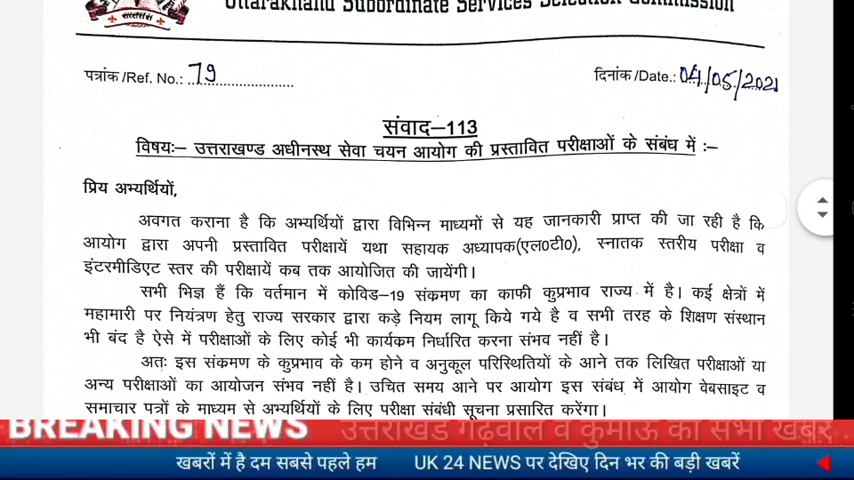 Uttarakhand Subordinate Services Selection Commission
पत्रांक /Ref. No.: 79
दिनांक /Date.: 04/05/2021
संवाद–113
विषयः– उत्तराखण्ड अधीनस्थ सेवा चयन आयोग की प्रस्तावित परीक्षाओं के संबंध में :–
प्रिय अभ्यर्थियों,
अवगत कराना है कि अभ्यर्थियों द्वारा विभिन्न माध्यमों से यह जानकारी प्राप्त की जा रही है कि
आयोग द्वारा अपनी प्रस्तावित परीक्षायें यथा सहायक अध्यापक(एल0टी0), स्नातक स्तरीय परीक्षा व
इंटरमीडिएट स्तर की परीक्षायें कब तक आयोजित की जायेंगी।
सभी भिज्ञ हैं कि वर्तमान में कोविड–19 संक्रमण का काफी कुप्रभाव राज्य में है। कई क्षेत्रों में
महामारी पर नियंत्रण हेतु राज्य सरकार द्वारा कड़े नियम लागू किये गये है व सभी तरह के शिक्षण संस्थान
भी बंद है ऐसे में परीक्षाओं के लिए कोई भी कार्यक्रम निर्धारित करना संभव नहीं है।
अतः इस संक्रमण के कुप्रभाव के कम होने व अनुकूल परिस्थितियों के आने तक लिखित परीक्षाओं या
अन्य परीक्षाओं का आयोजन संभव नहीं है। उचित समय आने पर आयोग इस संबंध में आयोग वेबसाइट व
समाचार पत्रों के माध्यम से अभ्यर्थियों के लिए परीक्षा संबंधी सूचना प्रसारित करेंगा।
BREAKING NEWS उत्तराखंड गढ़वाल व कुमाऊं की सभी खबरें
खबरों में है दम सबसे पहले हम UK 24 NEWS पर देखिए दिन भर की बड़ी खबरें